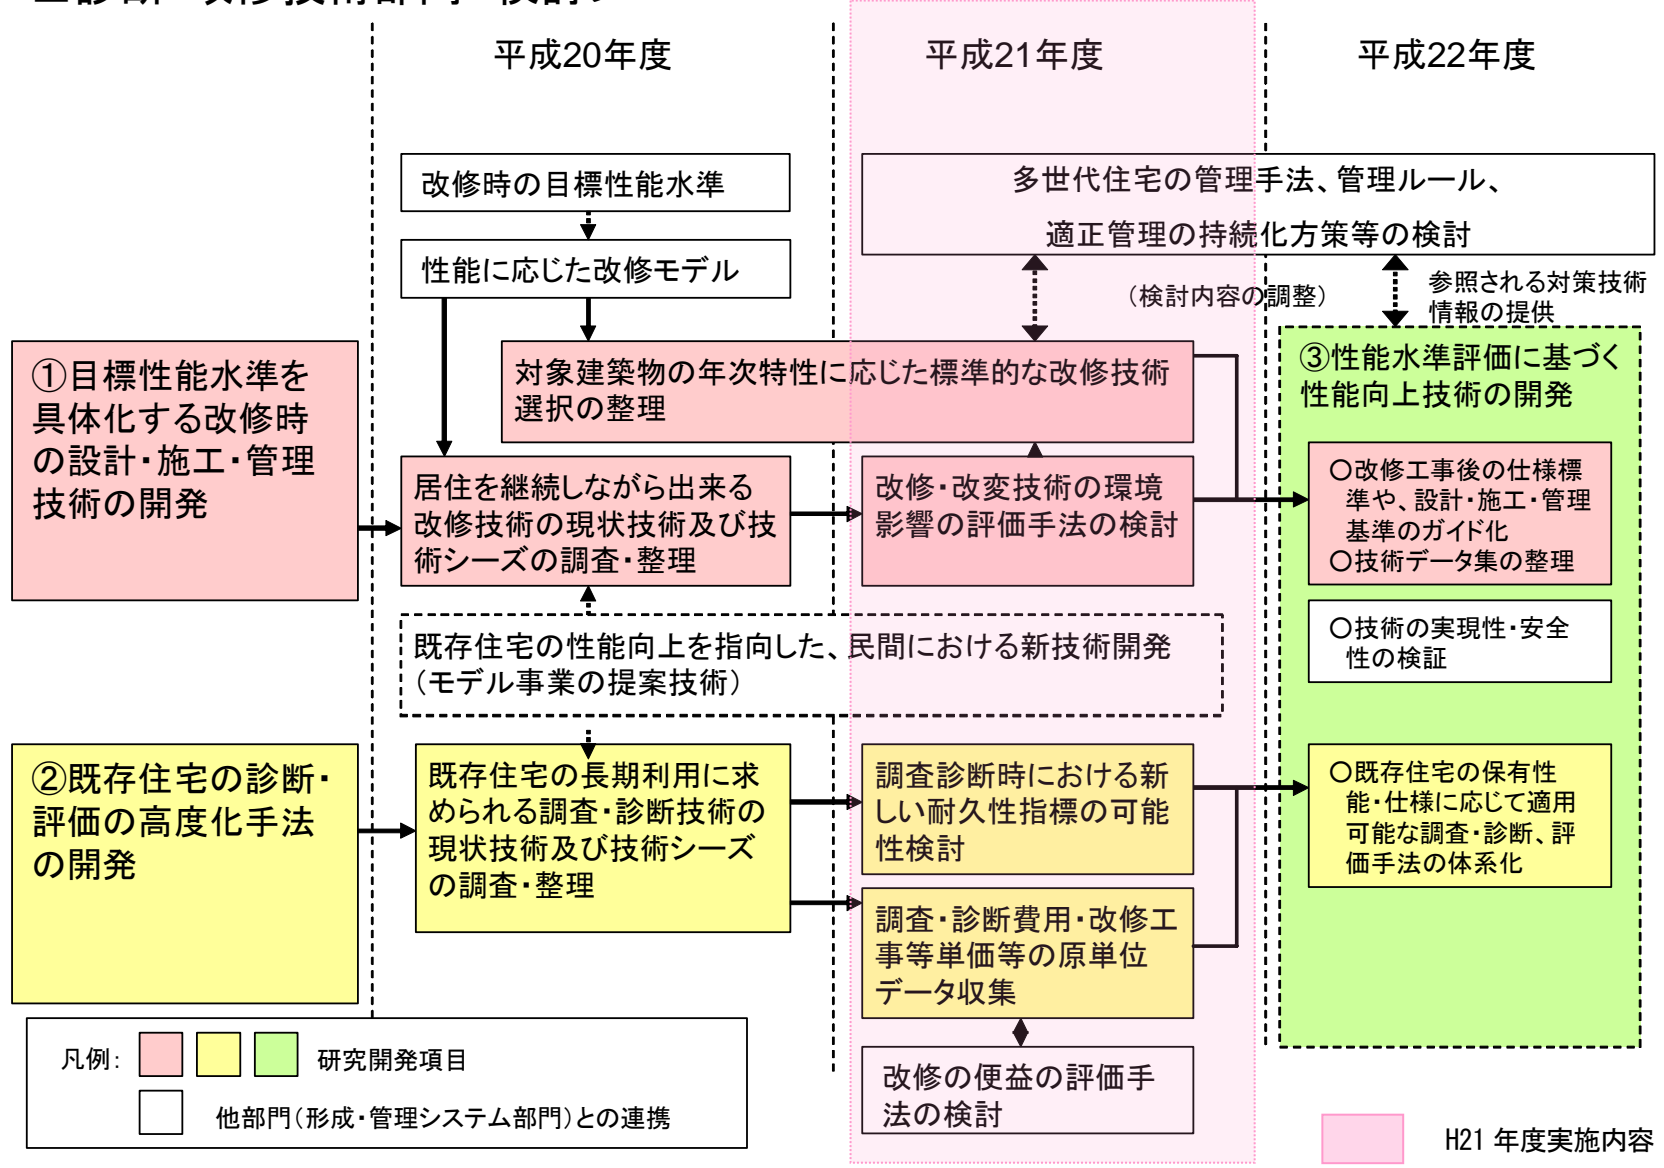 平成20年度
平成21年度
平成22年度
改修時の目標性能水準
多世代住宅の管理手法、管理ルール、
適正管理の持続化方策等の検討
性能に応じた改修モデル
（検討内容の調整）
参照される対策技術
情報の提供
①目標性能水準を
具体化する改修時
の設計・施工・管理
技術の開発
対象建築物の年次特性に応じた標準的な改修技術
選択の整理
③性能水準評価に基づく
性能向上技術の開発
居住を継続しながら出来る
改修技術の現状技術及び技
術シーズの調査・整理
改修・改変技術の環境
影響の評価手法の検討
○改修工事後の仕様標
準や、設計・施工・管理
基準のガイド化
○技術データ集の整理
既存住宅の性能向上を指向した、民間における新技術開発
（モデル事業の提案技術）
○技術の実現性・安全
性の検証
②既存住宅の診断・
評価の高度化手法
の開発
既存住宅の長期利用に求
められる調査・診断技術の
現状技術及び技術シーズ
の調査・整理
調査診断時における新
しい耐久性指標の可能
性検討
○既存住宅の保有性
能・仕様に応じて適用
可能な調査・診断、評
価手法の体系化
調査・診断費用・改修工
事等単価等の原単位
データ収集
改修の便益の評価手
法の検討
凡例：
研究開発項目
他部門（形成・管理システム部門）との連携
H21 年度実施内容